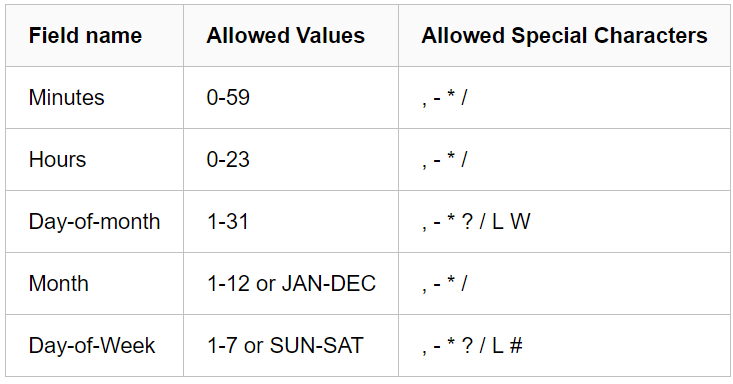 Field name Allowed Values Allowed Special Characters
Minutes 0-59 , - * /
Hours 0-23 , - * /
Day-of-month 1-31 , - * ? / L W
Month 1-12 or JAN-DEC , - * /
Day-of-Week 1-7 or SUN-SAT , - * ? / L #